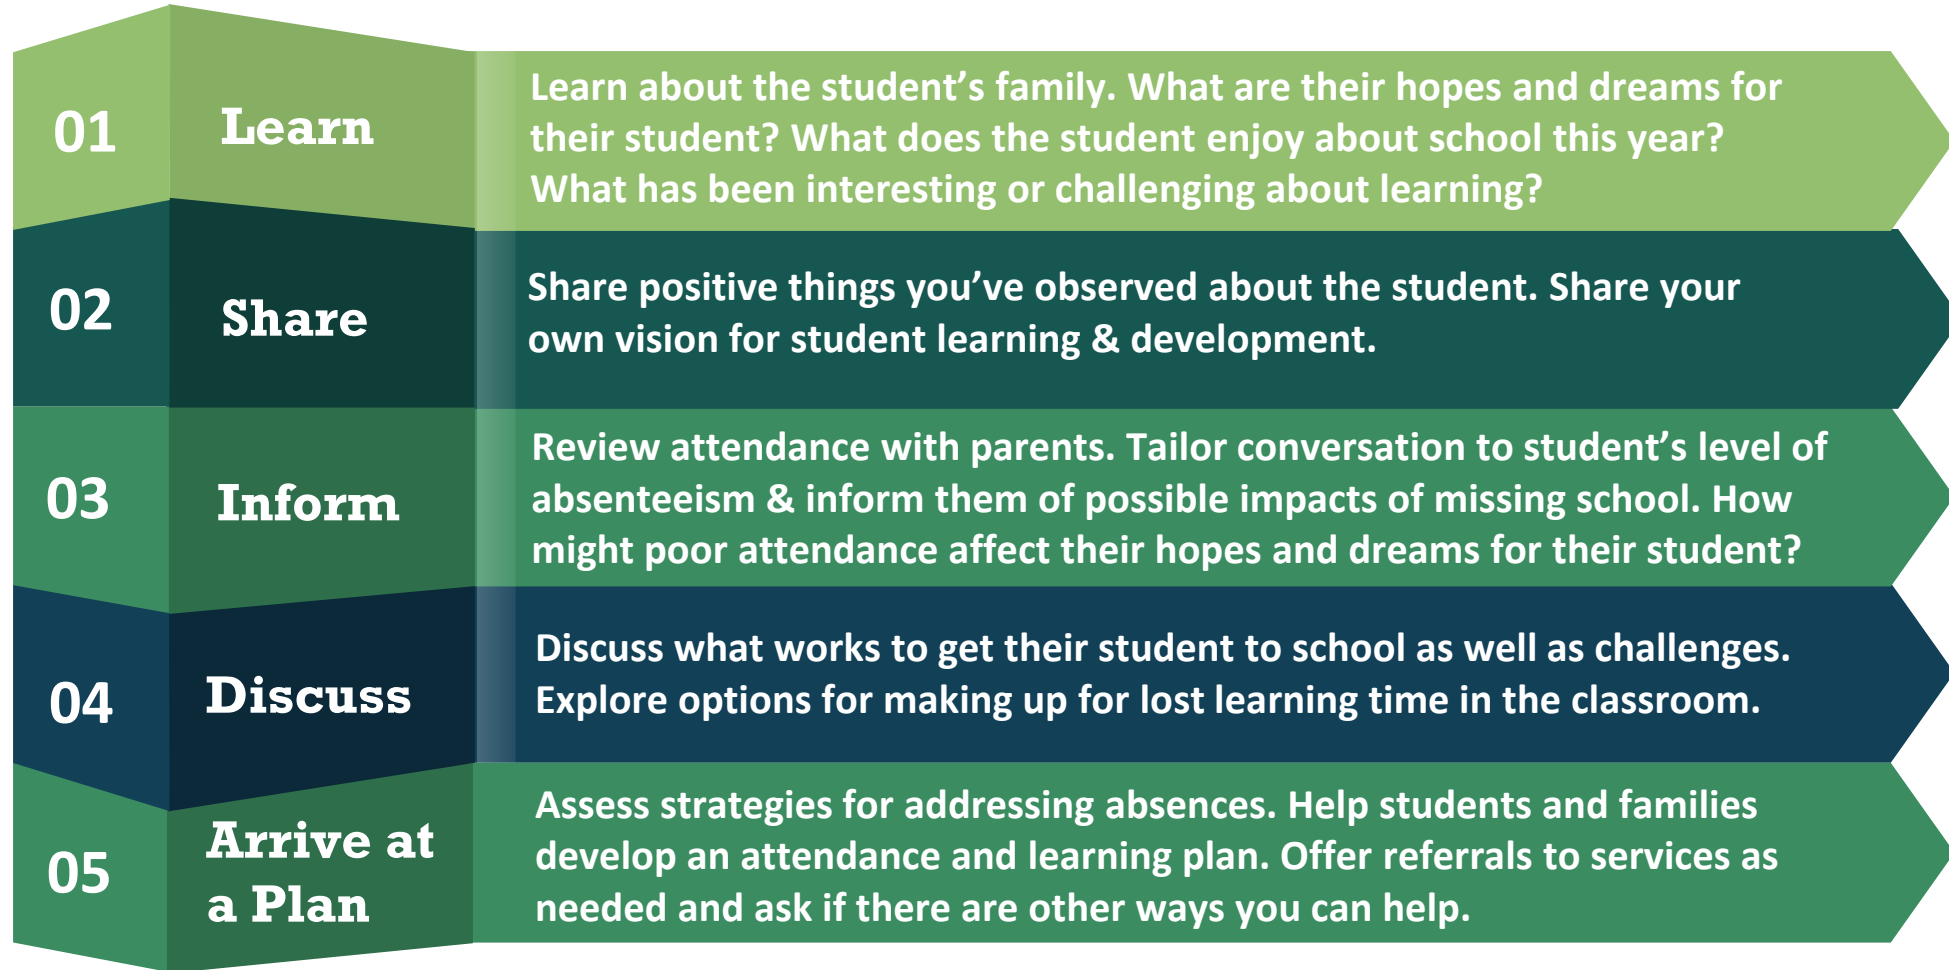 01
Learn
Learn about the student’s family. What are their hopes and dreams for
their student? What does the student enjoy about school this year?
What has been interesting or challenging about learning?
02
Share
Share positive things you’ve observed about the student. Share your
own vision for student learning & development.
03
Inform
Review attendance with parents. Tailor conversation to student’s level of
absenteeism & inform them of possible impacts of missing school. How
might poor attendance affect their hopes and dreams for their student?
04
Discuss
Discuss what works to get their student to school as well as challenges.
Explore options for making up for lost learning time in the classroom.
05
Arrive at
a Plan
Assess strategies for addressing absences. Help students and families
develop an attendance and learning plan. Offer referrals to services as
needed and ask if there are other ways you can help.